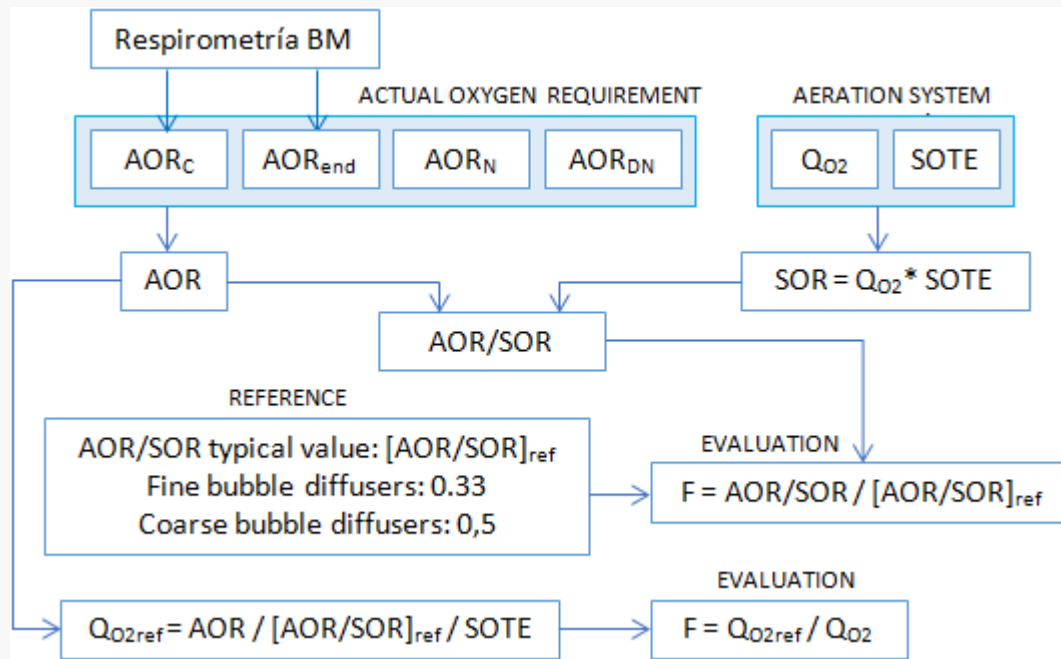 Respirometría BM
ACTUAL OXYGEN REQUIREMENT
AERATION SYSTEM
AORC
AORend
AORN
AORDN
QO2
SOTE
AOR
SOR = QO2* SOTE
AOR/SOR
REFERENCE
AOR/SOR typical value: [AOR/SOR]ref
Fine bubble diffusers: 0.33
Coarse bubble diffusers: 0,5
EVALUATION
F = AOR/SOR / [AOR/SOR]ref
QO2ref = AOR / [AOR/SOR]ref / SOTE
EVALUATION
F = QO2ref / QO2